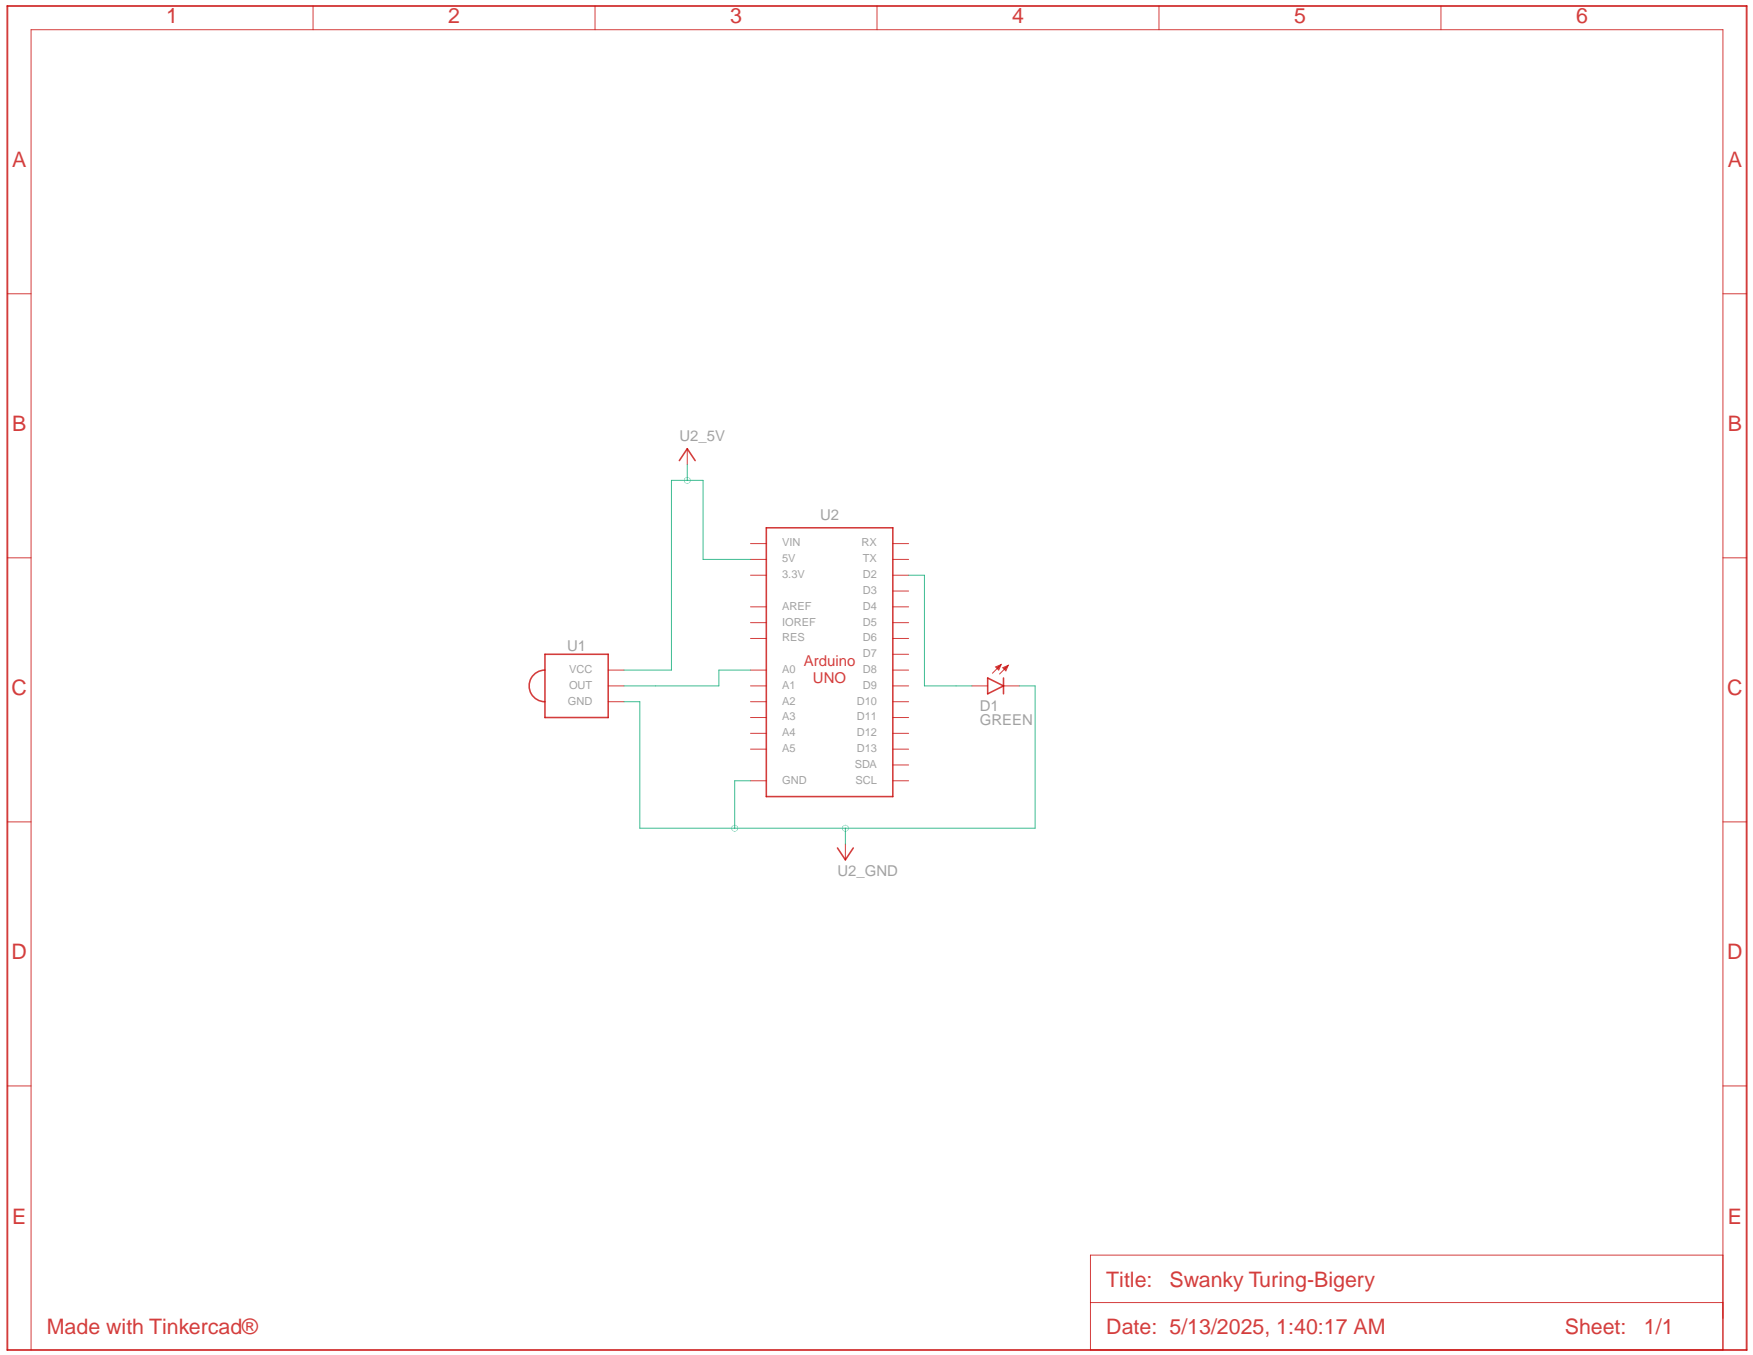 1 2 3 4 5 6
A A
B B
U2_5V
U2
VIN RX
5V TX
3.3V D2
D3
AREF D4
IOREF D5
RES D6
D7
A0 D8
A1 D9
A2 D10
A3 D11
A4 D12
A5 D13
SDA
GND SCL
Arduino
UNO
U1
VCC
OUT
GND
C C
D1
GREEN
U2_GND
D D
E E
Title: Swanky Turing-Bigery
Made with Tinkercad®
Date: 5/13/2025, 1:40:17 AM Sheet: 1/1